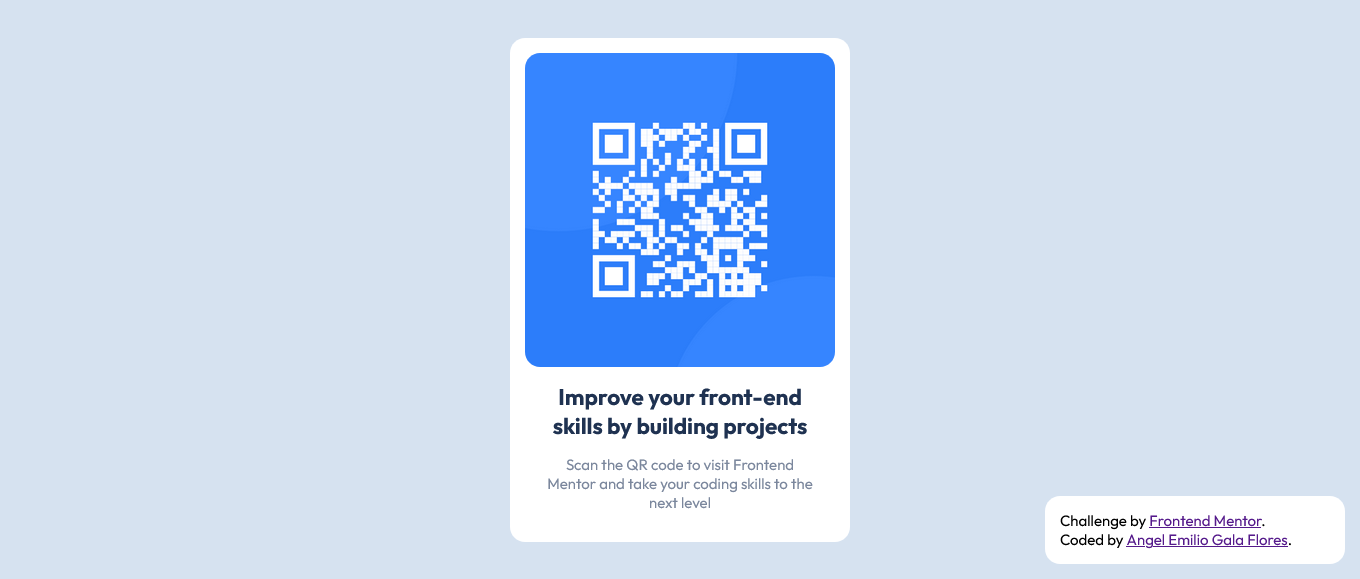 Improve your front-end
skills by building projects
Scan the QR code to visit Frontend
Mentor and take your coding skills to the
next level
Challenge by Frontend Mentor.
Coded by Angel Emilio Gala Flores.